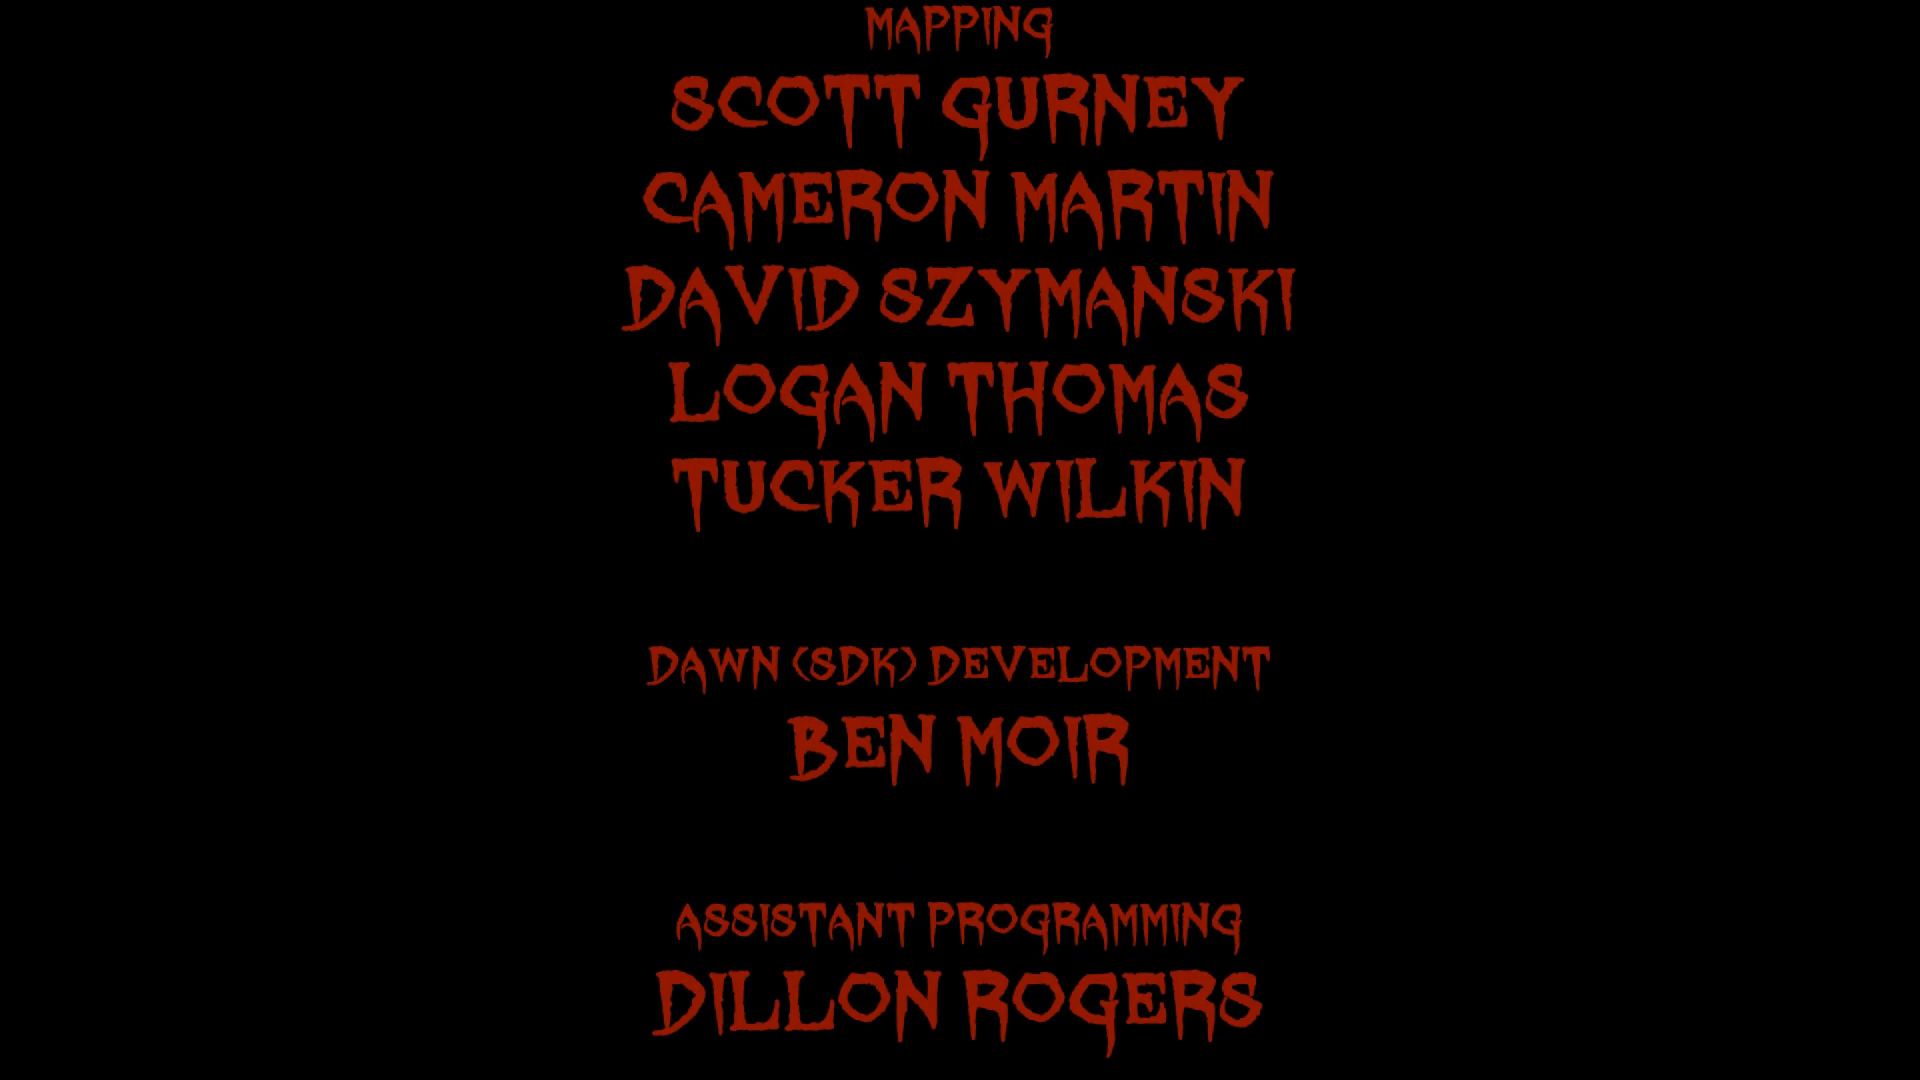 MAPPING
SCOTT GURNEY
CAMERON MARTIN
DAVID SZYMANSKI
LOGAN THOMAS
TUCKER WILKIN
DAWN (SDK) DEVELOPMENT
BEN MOIR
ASSISTANT PROGRAMMING
DILLON ROGERS